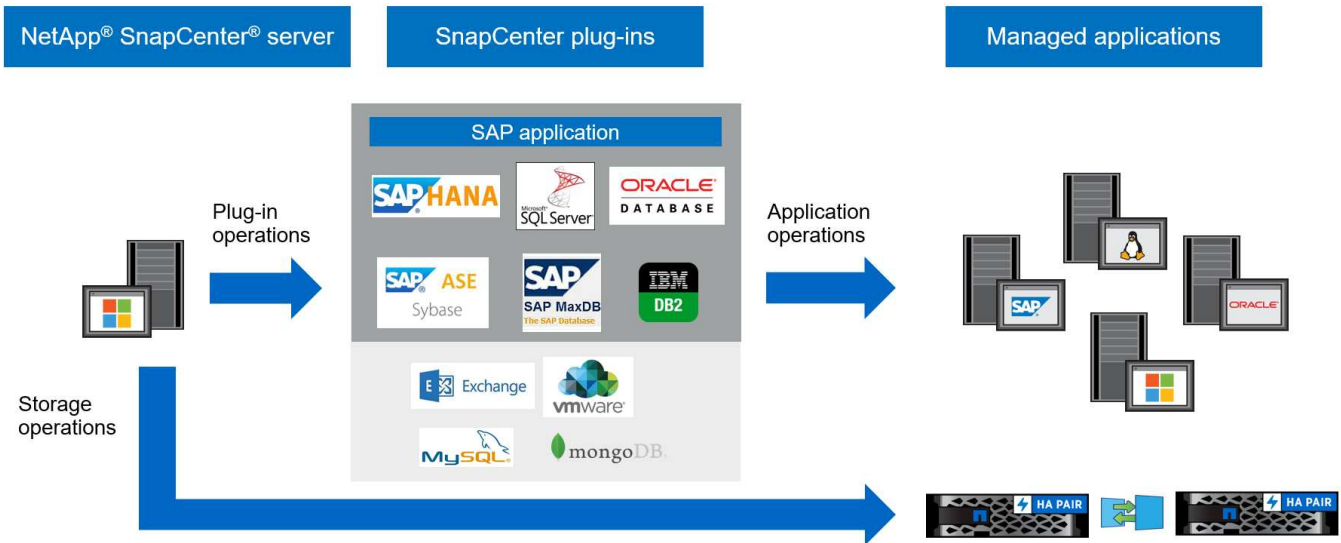 NetApp® SnapCenter® server
SnapCenter plug-ins
Managed applications
SAP application
SAP HANA
Microsoft®
SQL Server®
ORACLE®
DATABASE
Plug-in
operations
Application
operations
SAP® ASE
Sybase
SAP
SAP MaxDB
The SAP Database
IBM
DB2
SAP
ORACLE
E Exchange
vmware®
MySQL®
mongoDB
Storage
operations
HA PAIR
HA PAIR